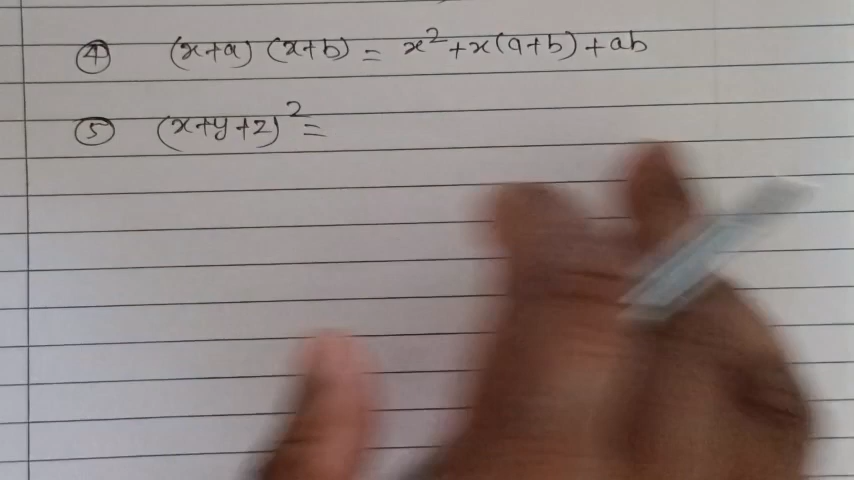 ④ (x+a) (x+b) = x²+x(a+b)+ab
⑤ (x+y+z)²=